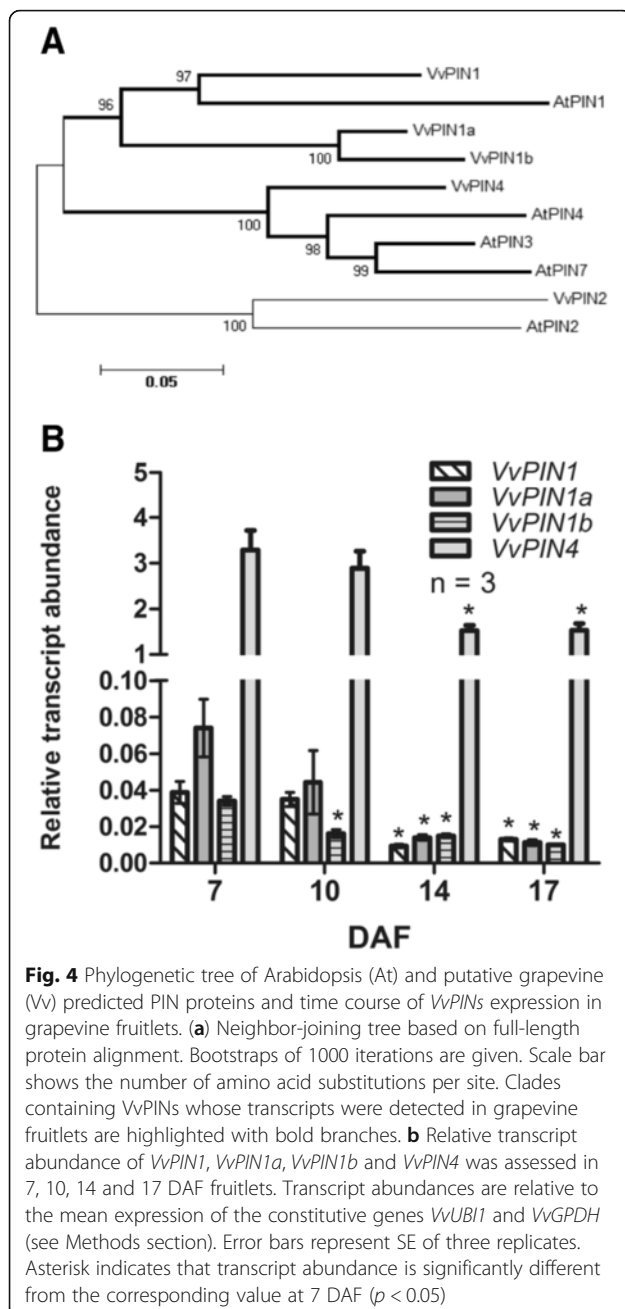 A
VvPIN1
97
AtPIN1
96
VvPIN1a
100
VvPIN1b
VvPIN4
100
AtPIN4
98
AtPIN3
99
AtPIN7
VvPIN2
100
AtPIN2
0.05
B
Relative transcript abundance
5
4
3
2
1
0.10
0.08
0.06
0.04
0.02
0.00
VvPIN1
VvPIN1a
VvPIN1b
VvPIN4
n = 3
* *
*
* * *
* * *
7 10 14 17
DAF
Fig. 4 Phylogenetic tree of Arabidopsis (At) and putative grapevine
(Vv) predicted PIN proteins and time course of VvPINs expression in
grapevine fruitlets. (a) Neighbor-joining tree based on full-length
protein alignment. Bootstraps of 1000 iterations are given. Scale bar
shows the number of amino acid substitutions per site. Clades
containing VvPINs whose transcripts were detected in grapevine
fruitlets are highlighted with bold branches. b Relative transcript
abundance of VvPIN1, VvPIN1a, VvPIN1b and VvPIN4 was assessed in
7, 10, 14 and 17 DAF fruitlets. Transcript abundances are relative to
the mean expression of the constitutive genes VvUBI1 and VvGPDH
(see Methods section). Error bars represent SE of three replicates.
Asterisk indicates that transcript abundance is significantly different
from the corresponding value at 7 DAF (p < 0.05)